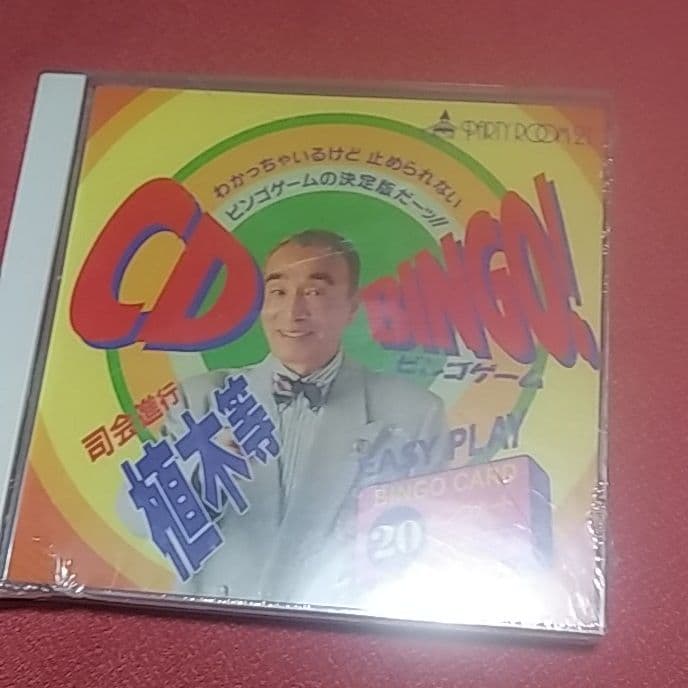 PARTY ROOM 21
わかっちゃいるけど 止められない
ビンゴゲームの決定版だーッ!!
CD
BINGO!
ビンゴゲーム
司会進行
植木等
EASY PLAY
BINGO CARD
20